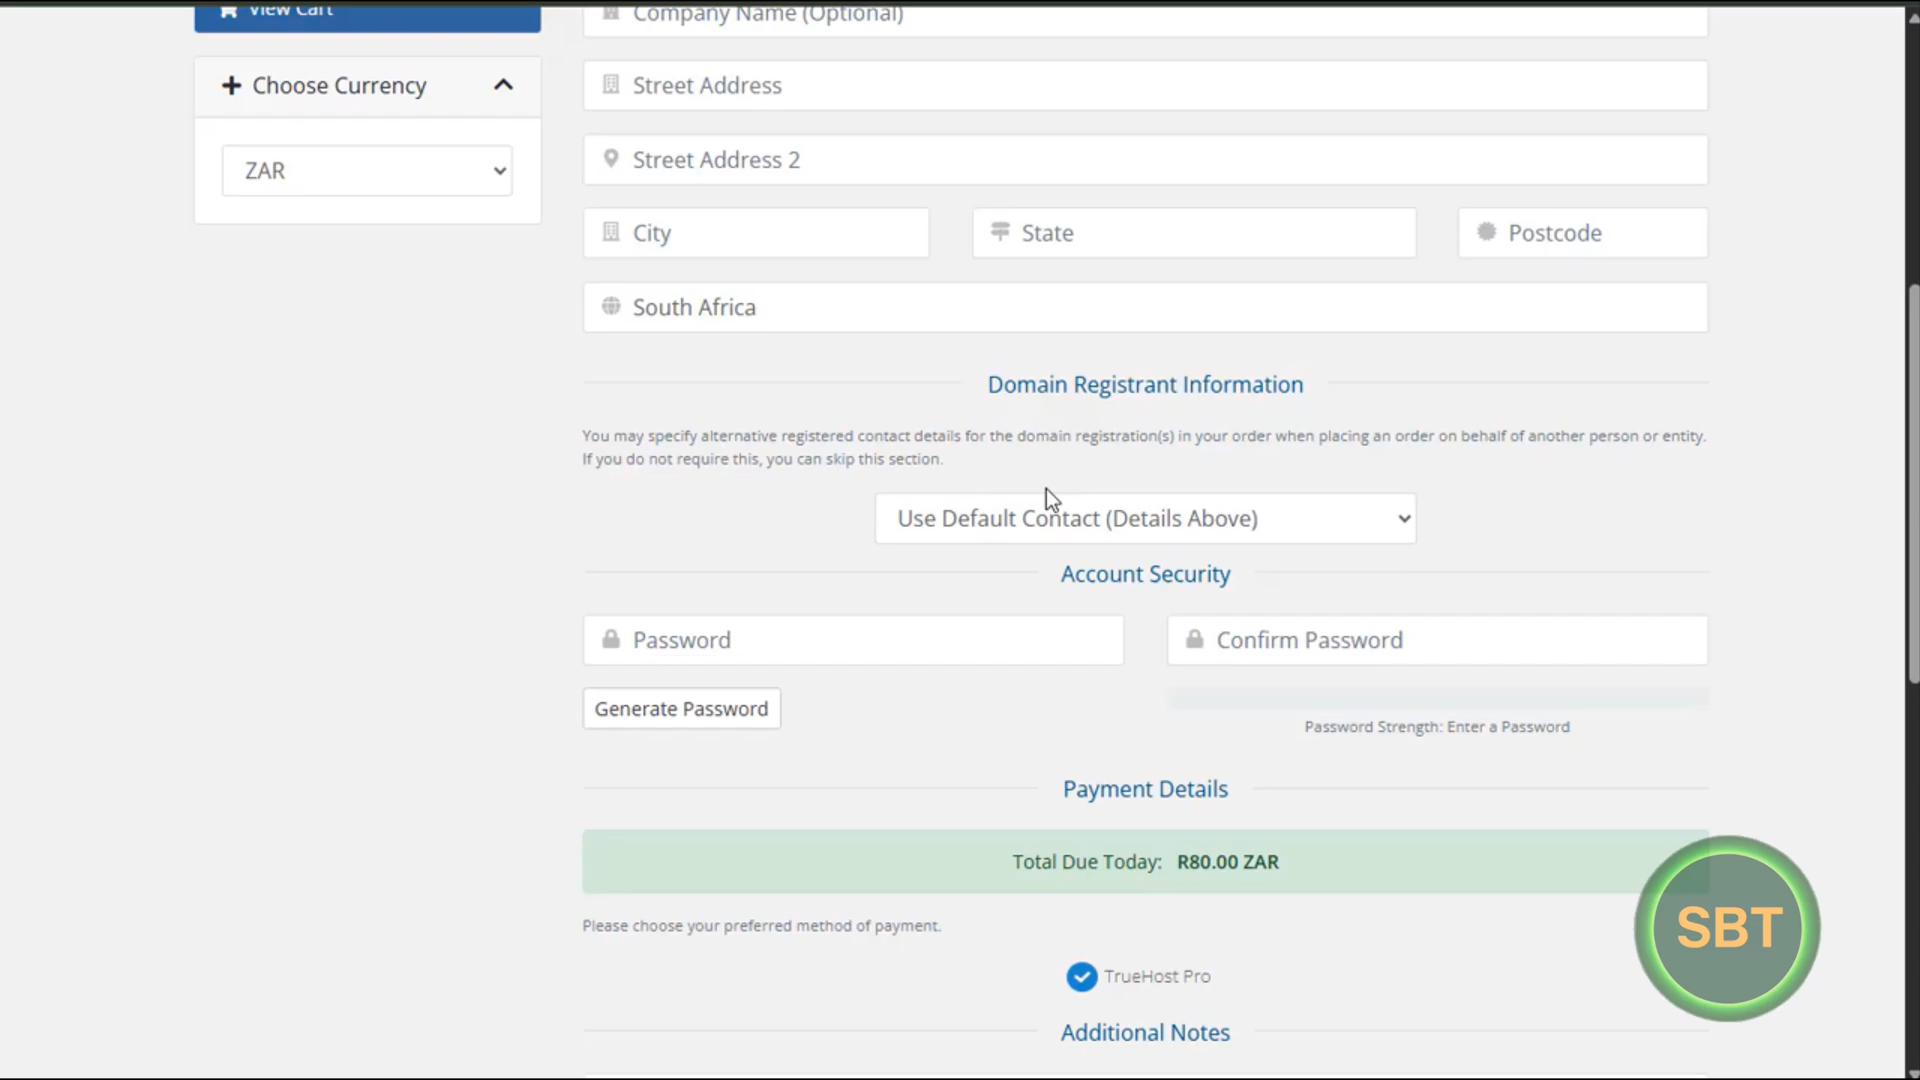 View Cart
Company Name (Optional)
Choose Currency
Street Address
ZAR
Street Address 2
City
State
Postcode
South Africa
Domain Registrant Information
You may specify alternative registered contact details for the domain registration(s) in your order when placing an order on behalf of another person or entity.
If you do not require this, you can skip this section.
Use Default Contact (Details Above)
Account Security
Password
Confirm Password
Generate Password
Password Strength: Enter a Password
Payment Details
Total Due Today: R80.00 ZAR
Please choose your preferred method of payment.
SBT
TrueHost Pro
Additional Notes